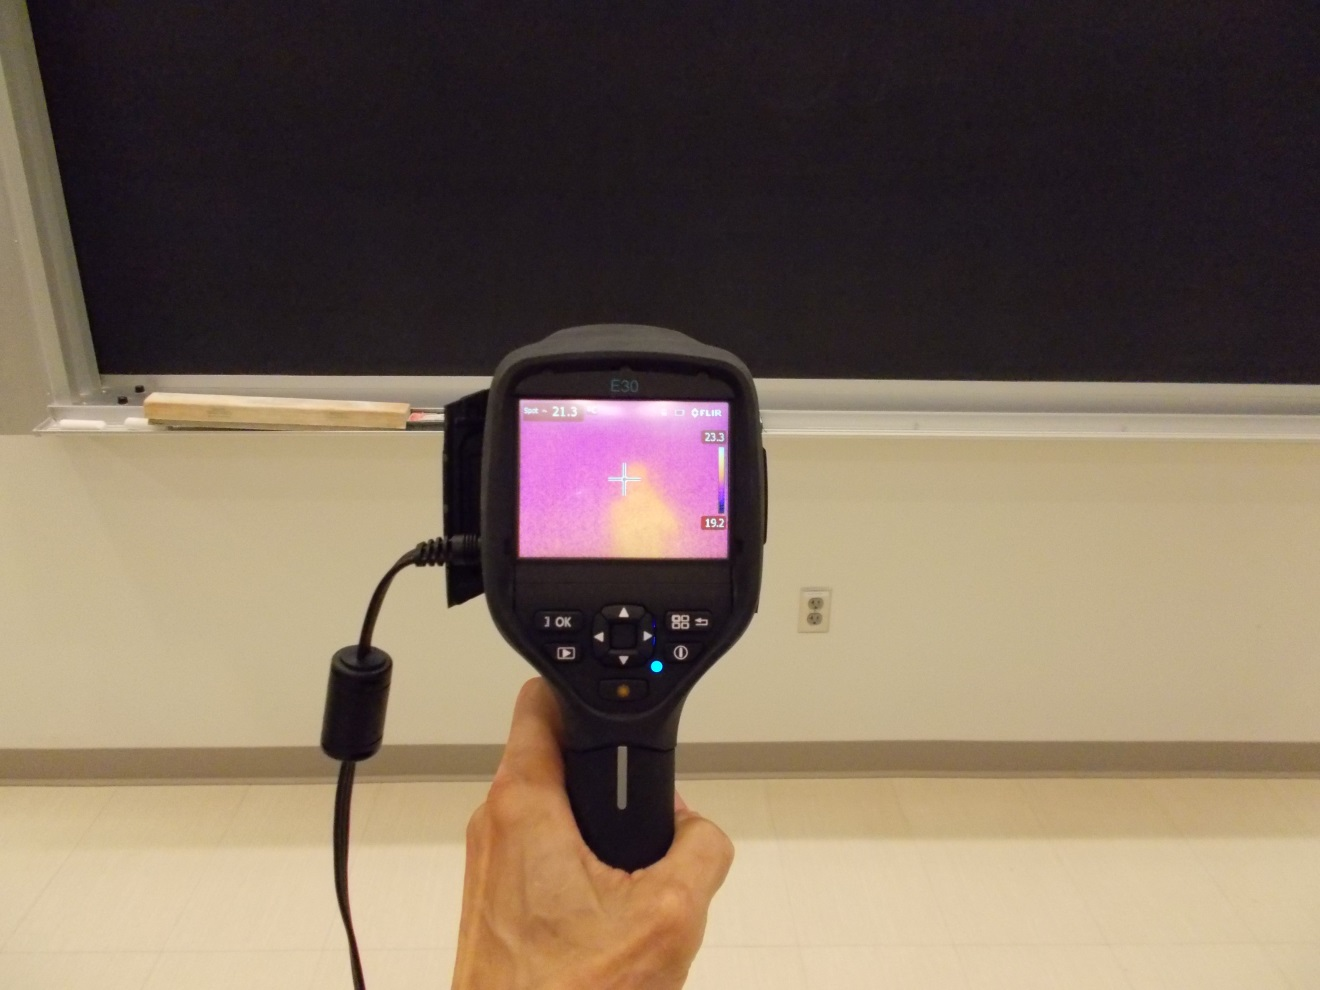 E30
Spot ~ 21.3 °C
FLIR
23.3
19.2
OK